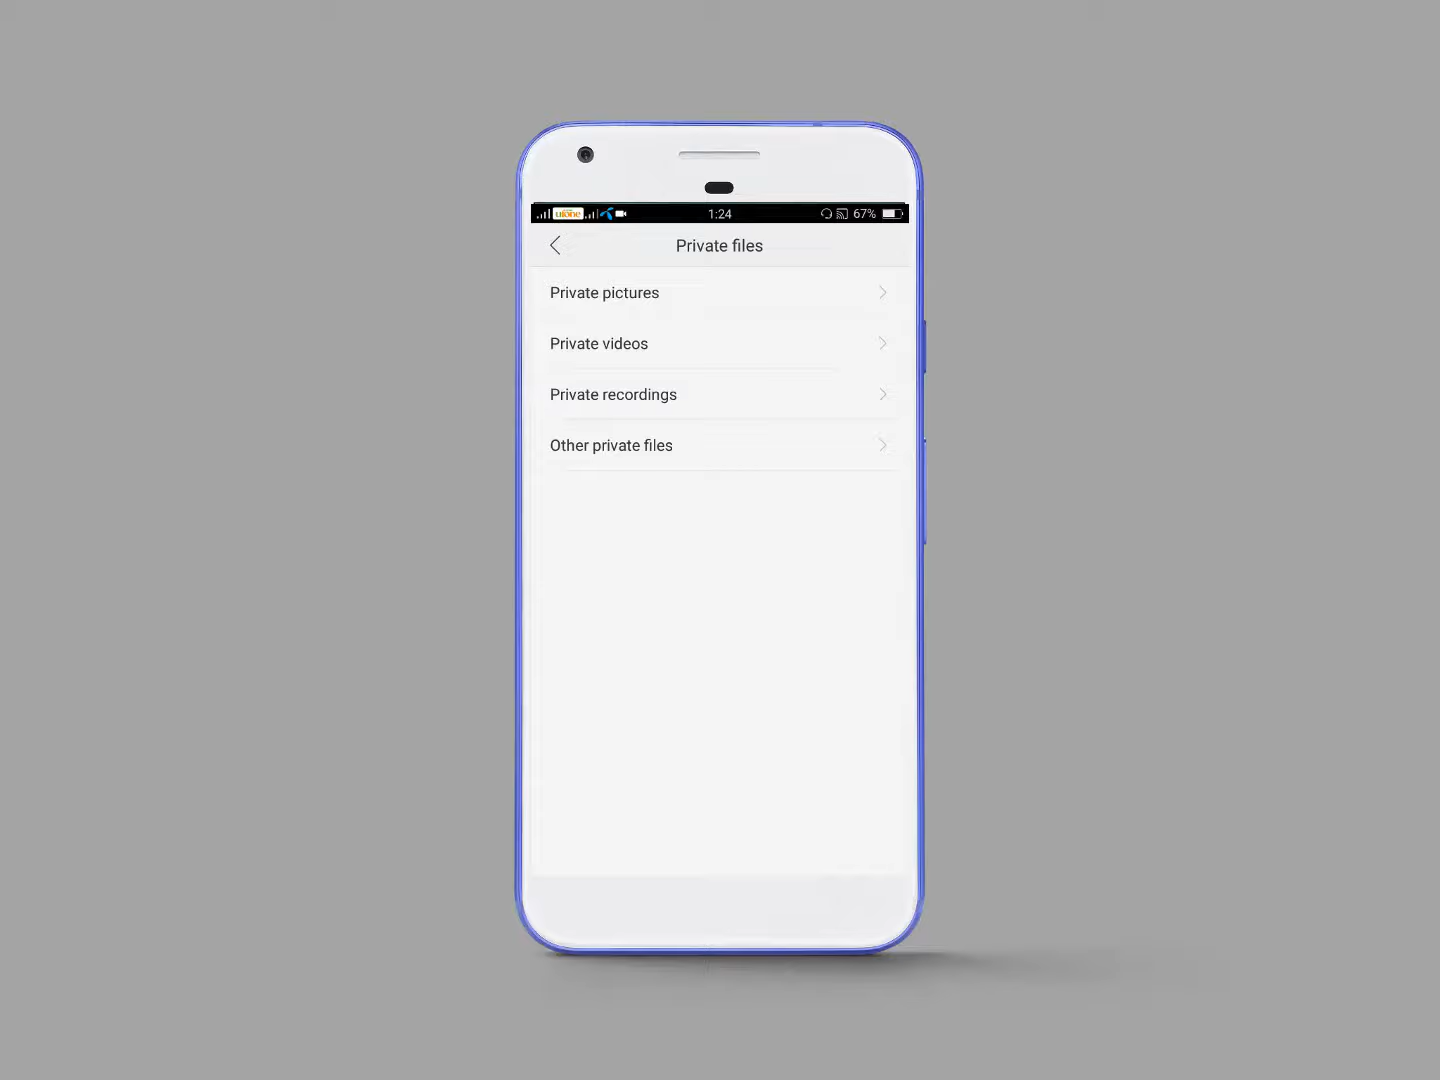 ufone 1:24 67%
Private files
Private pictures
Private videos
Private recordings
Other private files